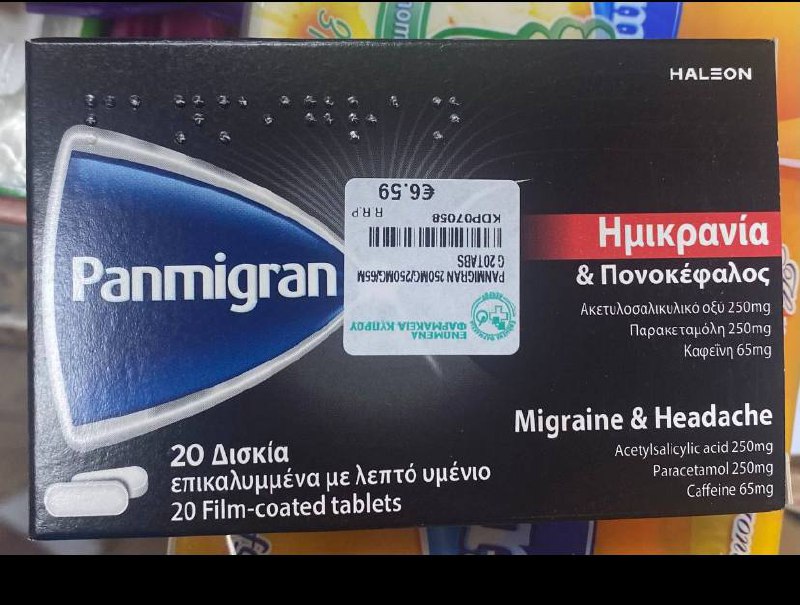 HALEON
Panmigran
Ημικρανία
& Πονοκέφαλος
Ακετυλοσαλικυλικό οξύ 250mg
Παρακεταμόλη 250mg
Καφεΐνη 65mg
Migraine & Headache
Acetylsalicylic acid 250mg
Paracetamol 250mg
Caffeine 65mg
20 Δισκία
επικαλυμμένα με λεπτό υμένιο
20 Film-coated tablets
ΕΝΩΜΕΝΑ
ΦΑΡΜΑΚΕΙΑ ΚΥΠΡΟΥ
PANMIGRAN 250MG/250MG/65M
G 20TABS
KDP07058
R.R.P
€6.59